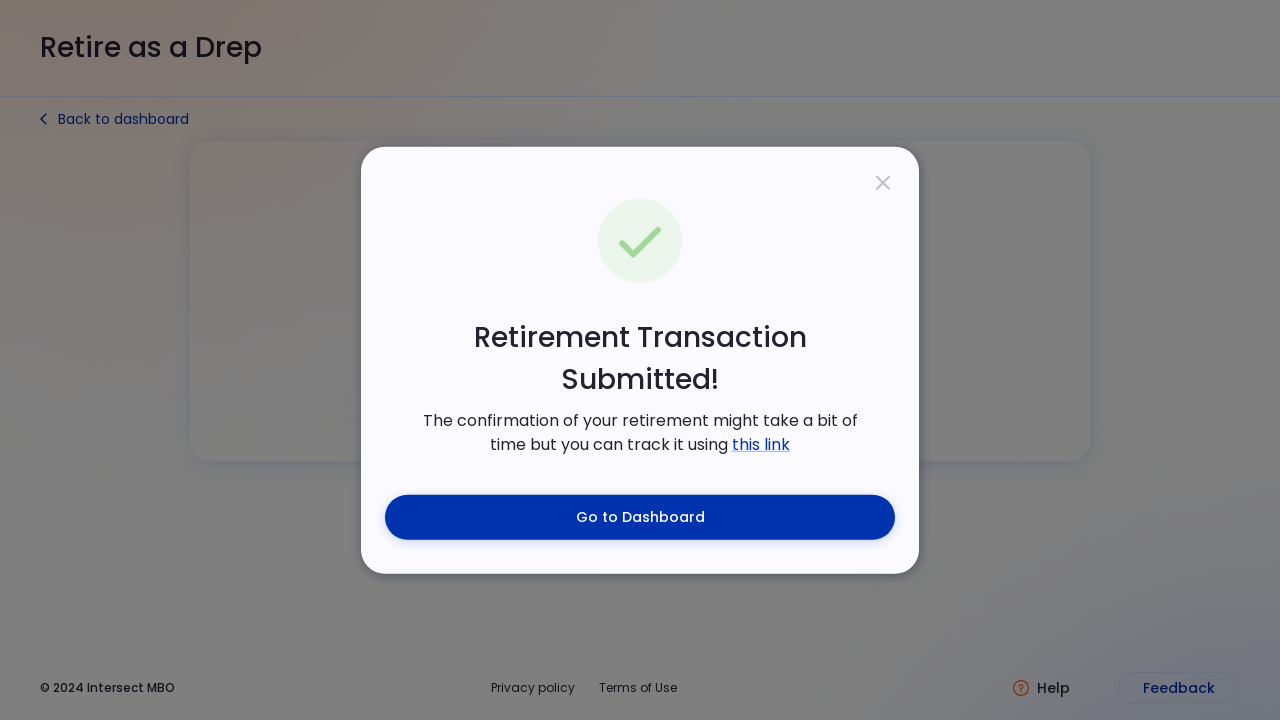 Retire as a Drep
Back to dashboard
Retirement Transaction
Submitted!
The confirmation of your retirement might take a bit of
time but you can track it using this link
Go to Dashboard
© 2024 Intersect MBO
Privacy policy
Terms of Use
Help
Feedback